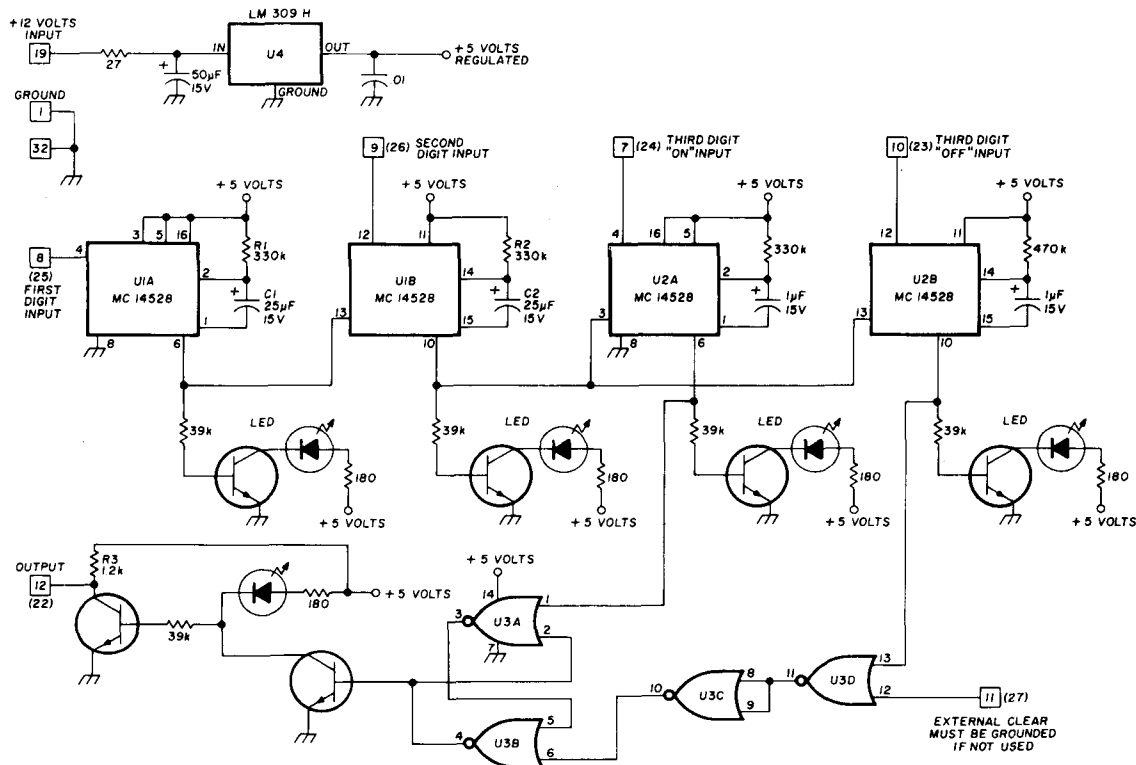 LM 309 H
+12 VOLTS
INPUT
19
27
+
50µF
15V
IN
U4
OUT
GROUND
01
+5 VOLTS
REGULATED
GROUND
1
32
9 (26) SECOND
DIGIT INPUT
7 (24) THIRD DIGIT
"ON" INPUT
10 (23) THIRD DIGIT
"OFF" INPUT
+ 5 VOLTS
+ 5 VOLTS
+ 5 VOLTS
+ 5 VOLTS
8
(25)
FIRST
DIGIT
INPUT
4
3
5
16
2
1
8
6
U1A
MC 14528
R1
330k
+
C1
25µF
15V
12
11
13
14
15
10
U1B
MC 14528
R2
330k
+
C2
25µF
15V
4
16
5
3
2
1
8
6
U2A
MC 14528
330k
+
1µF
15V
12
11
13
14
15
10
U2B
MC 14528
470k
+
1µF
15V
39k
LED
180
+5 VOLTS
39k
LED
180
+5 VOLTS
39k
LED
180
+5 VOLTS
39k
LED
180
+5 VOLTS
OUTPUT
12
(22)
R3
1.2k
39k
180
+ 5 VOLTS
+ 5 VOLTS
14
3
U3A
1
2
7
4
U3B
5
6
10
U3C
8
9
11
U3D
13
12
11 (27)
EXTERNAL CLEAR
MUST BE GROUNDED
IF NOT USED